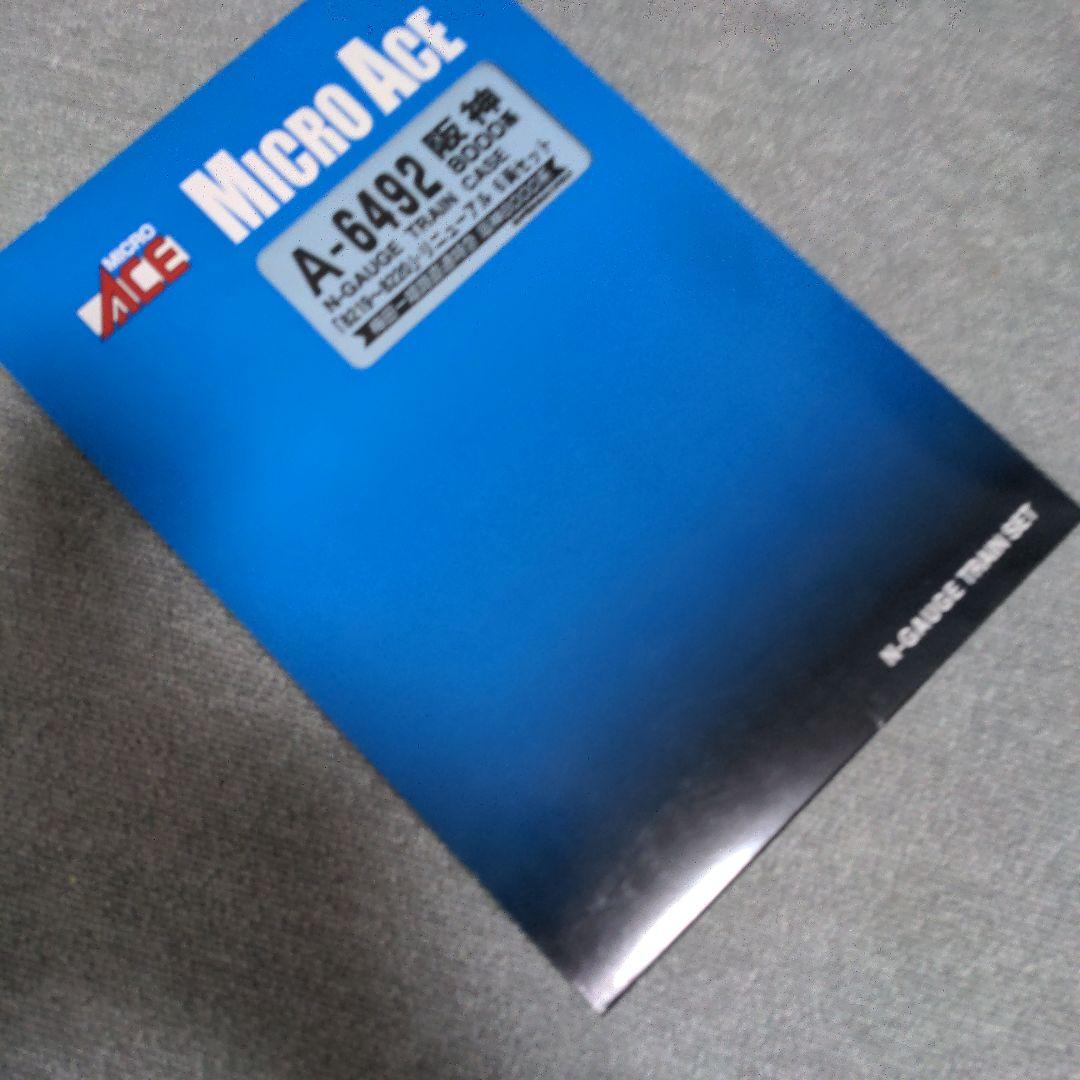 MICRO ACE
MICRO
ACE
A-6492 阪神
8000系
N-GAUGE TRAIN CASE
「8219～8220」・リニューアル 6両セット
N-GAUGE TRAIN SET